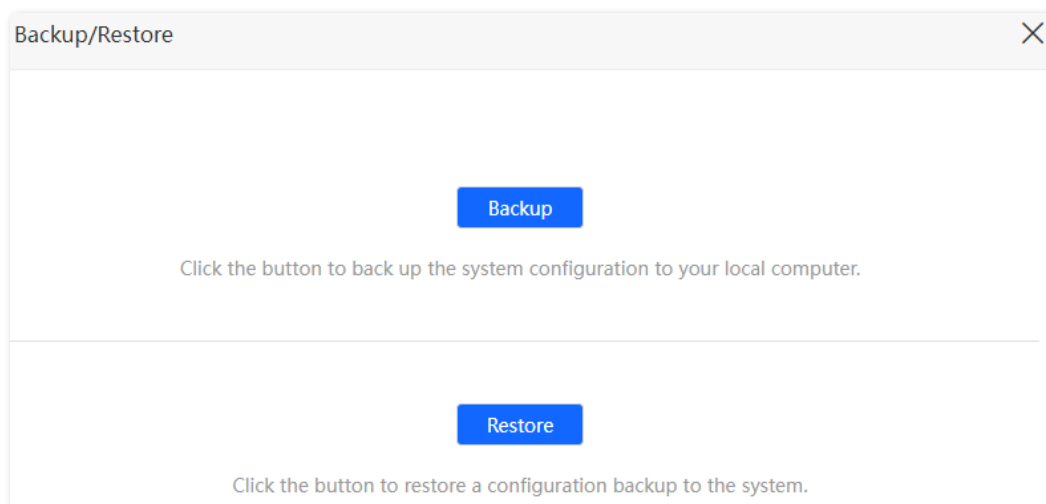 Backup/Restore
Backup
Click the button to back up the system configuration to your local computer.
Restore
Click the button to restore a configuration backup to the system.